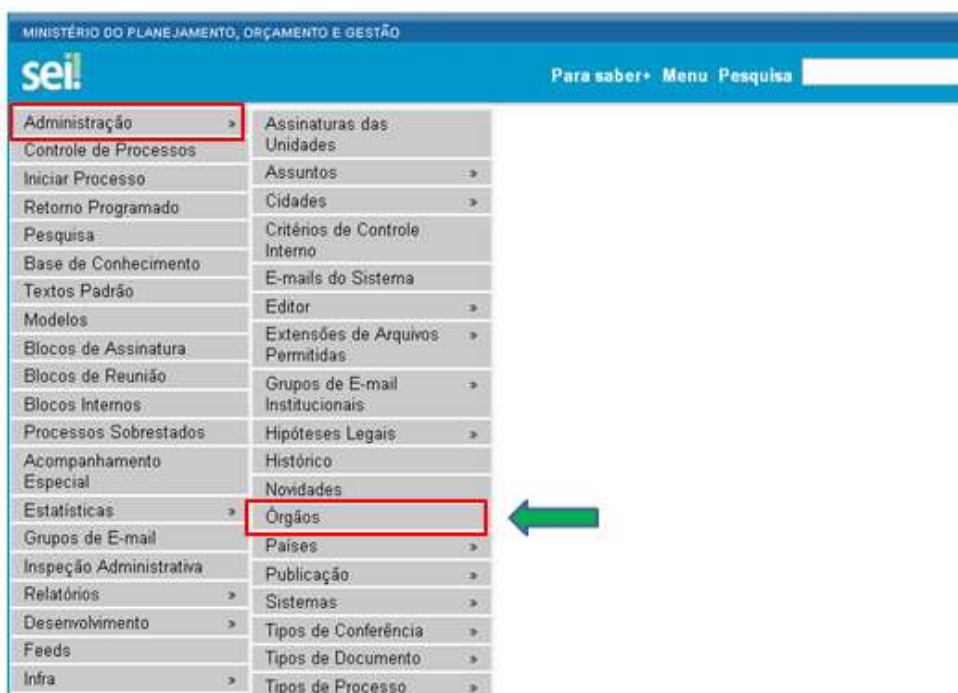 MINISTÉRIO DO PLANEJAMENTO, ORÇAMENTO E GESTÃO
sei!
Para saber+ Menu Pesquisa
Administração »
Controle de Processos
Iniciar Processo
Retorno Programado
Pesquisa
Base de Conhecimento
Textos Padrão
Modelos
Blocos de Assinatura
Blocos de Reunião
Blocos Internos
Processos Sobrestados
Acompanhamento
Especial
Estatísticas »
Grupos de E-mail
Inspeção Administrativa
Relatórios »
Desenvolvimento »
Feeds
Infra »
Assinaturas das
Unidades
Assuntos »
Cidades »
Critérios de Controle
Interno
E-mails do Sistema
Editor »
Extensões de Arquivos »
Permitidas
Grupos de E-mail »
Institucionais
Hipóteses Legais »
Histórico
Novidades
Órgãos
Países »
Publicação »
Sistemas »
Tipos de Conferência »
Tipos de Documento »
Tipos de Processo »